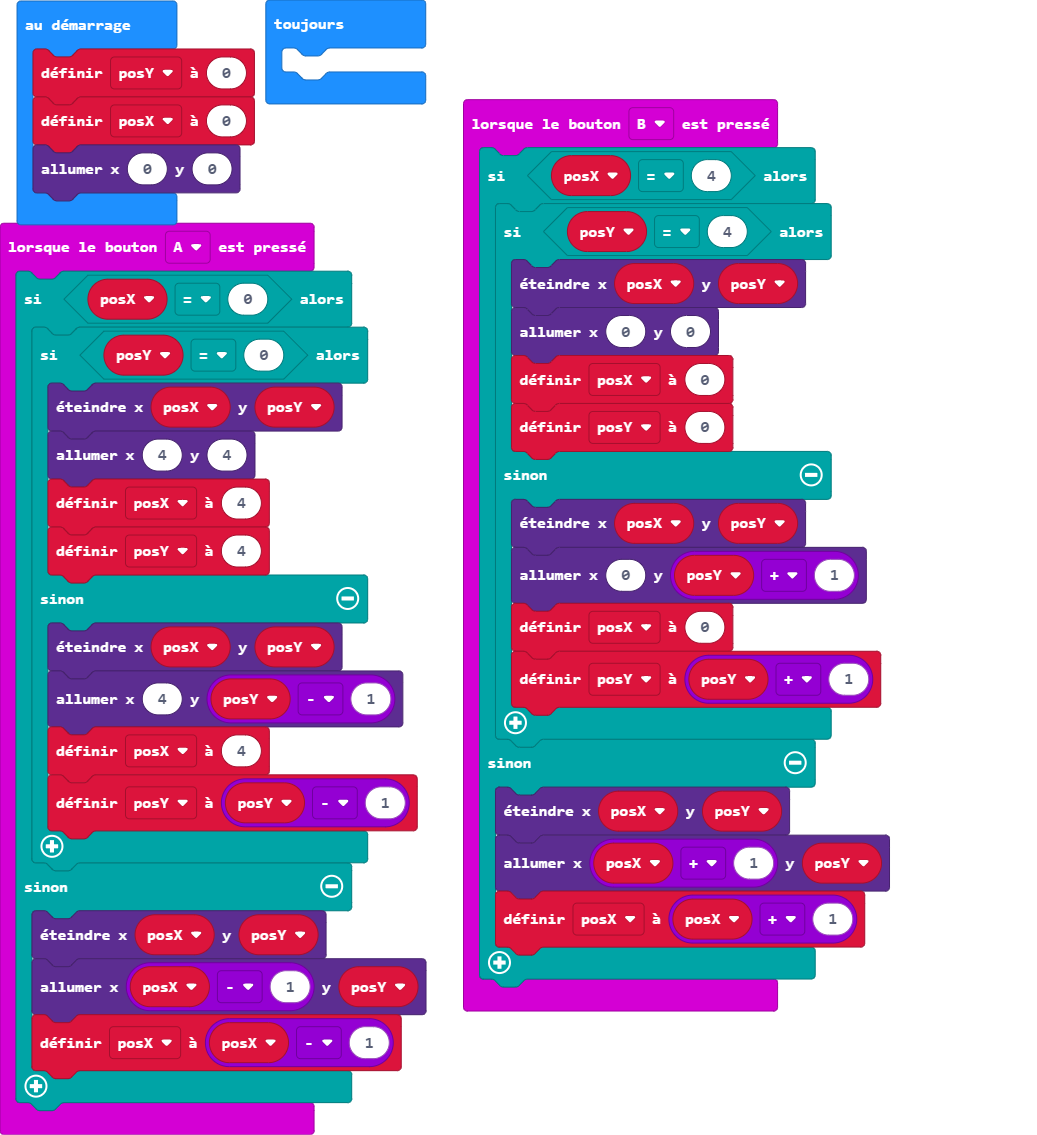 au démarrage
définir posY à 0
définir posX à 0
allumer x 0 y 0
toujours
lorsque le bouton A est pressé
si posX = 0 alors
si posY = 0 alors
éteindre x posX y posY
allumer x 4 y 4
définir posX à 4
définir posY à 4
sinon
éteindre x posX y posY
allumer x 4 y posY - 1
définir posX à 4
définir posY à posY - 1
sinon
éteindre x posX y posY
allumer x posX - 1 y posY
définir posX à posX - 1
lorsque le bouton B est pressé
si posX = 4 alors
si posY = 4 alors
éteindre x posX y posY
allumer x 0 y 0
définir posX à 0
définir posY à 0
sinon
éteindre x posX y posY
allumer x 0 y posY + 1
définir posX à 0
définir posY à posY + 1
sinon
éteindre x posX y posY
allumer x posX + 1 y posY
définir posX à posX + 1